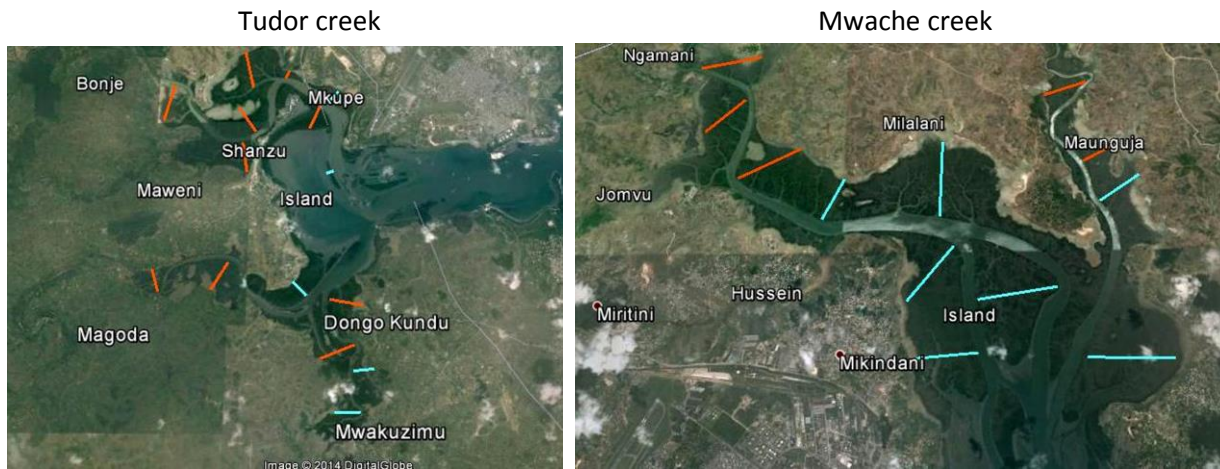 Tudor creek
Mwache creek
Bonje
Mkupe
Shanzu
Maweni
Island
Magoda
Dongo Kundu
Mwakuzimu
Image © 2014 DigitalGlobe
Ngamani
Milalani
Maunguja
Jomvu
Hussein
Island
Miritini
Mikindani